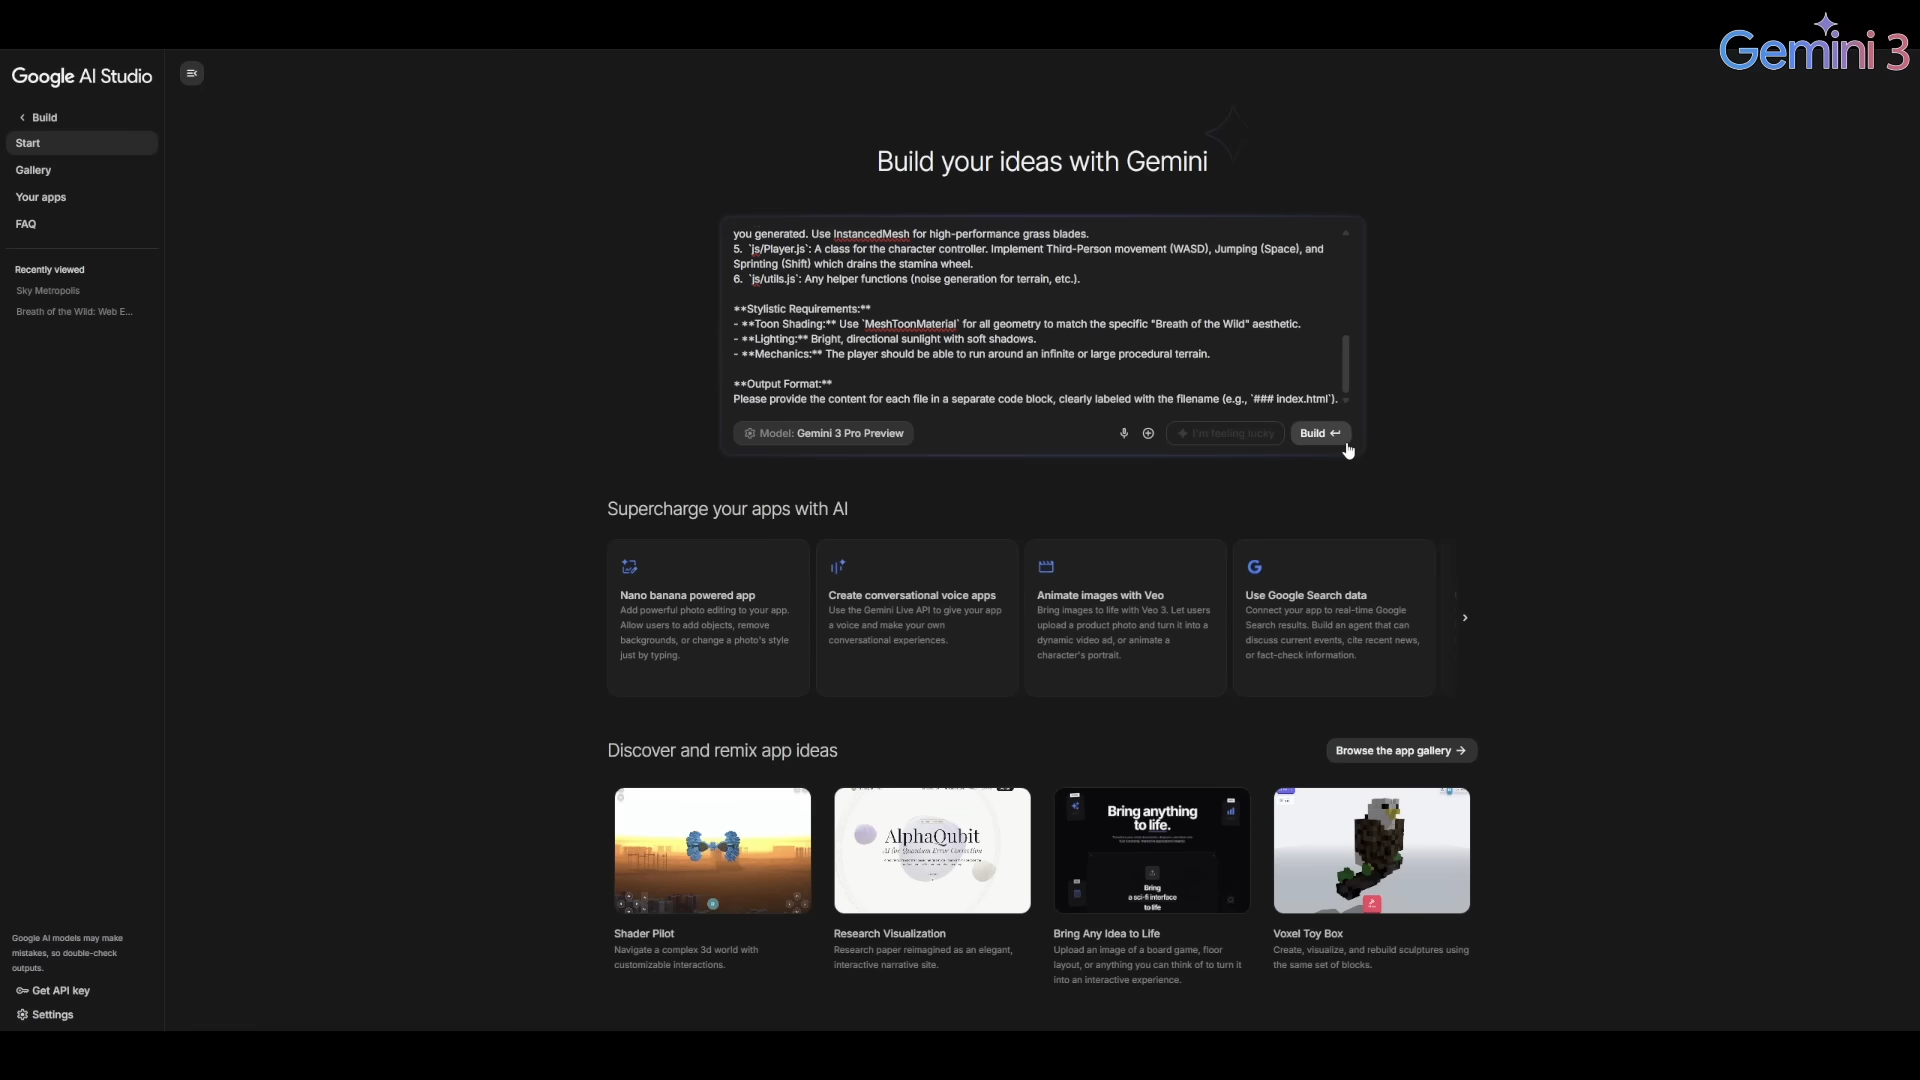 Gemini 3
Google AI Studio
Build
Start
Gallery
Your apps
FAQ
Recently viewed
Sky Metropolis
Breath of the Wild: Web E...
Build your ideas with Gemini
you generated. Use InstancedMesh for high-performance grass blades.
5. `js/Player.js`: A class for the character controller. Implement Third-Person movement (WASD), Jumping (Space), and
Sprinting (Shift) which drains the stamina wheel.
6. `js/utils.js`: Any helper functions (noise generation for terrain, etc.).
**Stylistic Requirements:**
- **Toon Shading:** Use `MeshToonMaterial` for all geometry to match the specific "Breath of the Wild" aesthetic.
- **Lighting:** Bright, directional sunlight with soft shadows.
- **Mechanics:** The player should be able to run around an infinite or large procedural terrain.
**Output Format:**
Please provide the content for each file in a separate code block, clearly labeled with the filename (e.g., `### index.html`).
Model: Gemini 3 Pro Preview
I'm feeling lucky
Build
Supercharge your apps with AI
Nano banana powered app
Add powerful photo editing to your app.
Allow users to add objects, remove
backgrounds, or change a photo's style
just by typing.
Create conversational voice apps
Use the Gemini Live API to give your app
a voice and make your own
conversational experiences.
Animate images with Veo
Bring images to life with Veo 3. Let users
upload a product photo and turn it into a
dynamic video ad, or animate a
character's portrait.
Use Google Search data
Connect your app to real-time Google
Search results. Build an agent that can
discuss current events, cite recent news,
or fact-check information.
Discover and remix app ideas
Browse the app gallery
AlphaQubit
AI for Quantum Error Correction
Bring anything
to life.
Bring
a sci-fi interface
to life
Shader Pilot
Navigate a complex 3d world with
customizable interactions.
Research Visualization
Research paper reimagined as an elegant,
interactive narrative site.
Bring Any Idea to Life
Upload an image of a board game, floor
layout, or anything you can think of to turn it
into an interactive experience.
Voxel Toy Box
Create, visualize, and rebuild sculptures using
the same set of blocks.
Google AI models may make
mistakes, so double-check
outputs.
Get API key
Settings